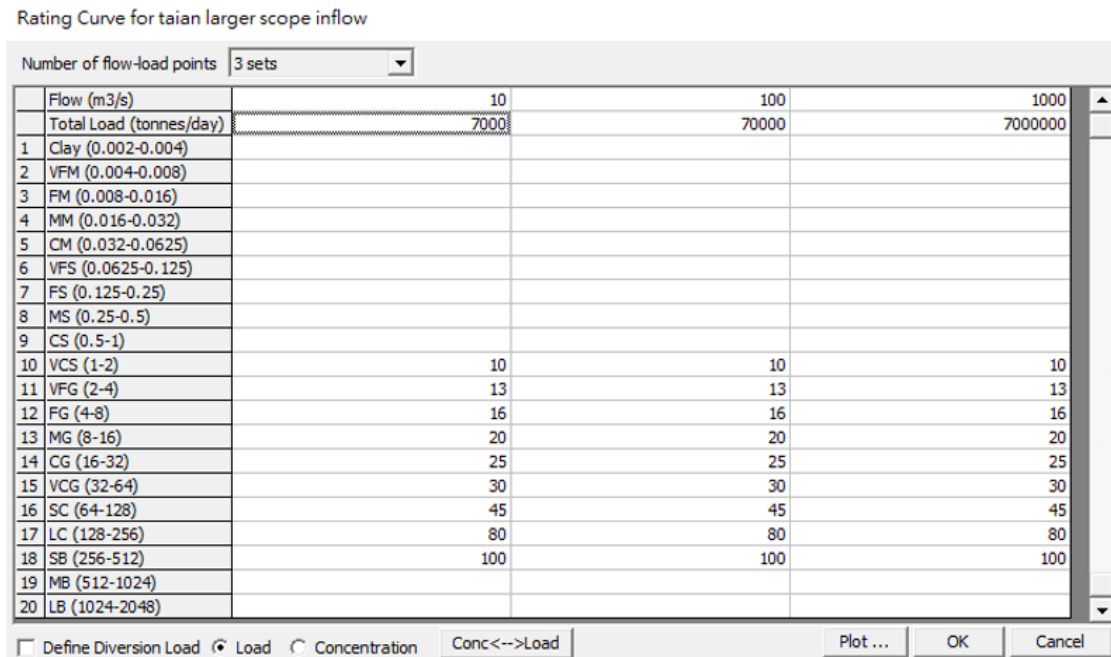 Rating Curve for taian larger scope inflow
Number of flow-load points 3 sets
Flow (m3/s) 10 100 1000
Total Load (tonnes/day) 7000 70000 7000000
1 Clay (0.002-0.004)
2 VFM (0.004-0.008)
3 FM (0.008-0.016)
4 MM (0.016-0.032)
5 CM (0.032-0.0625)
6 VFS (0.0625-0.125)
7 FS (0.125-0.25)
8 MS (0.25-0.5)
9 CS (0.5-1)
10 VCS (1-2) 10 10 10
11 VFG (2-4) 13 13 13
12 FG (4-8) 16 16 16
13 MG (8-16) 20 20 20
14 CG (16-32) 25 25 25
15 VCG (32-64) 30 30 30
16 SC (64-128) 45 45 45
17 LC (128-256) 80 80 80
18 SB (256-512) 100 100 100
19 MB (512-1024)
20 LB (1024-2048)
Define Diversion Load Load Concentration Conc<-->Load Plot ... OK Cancel